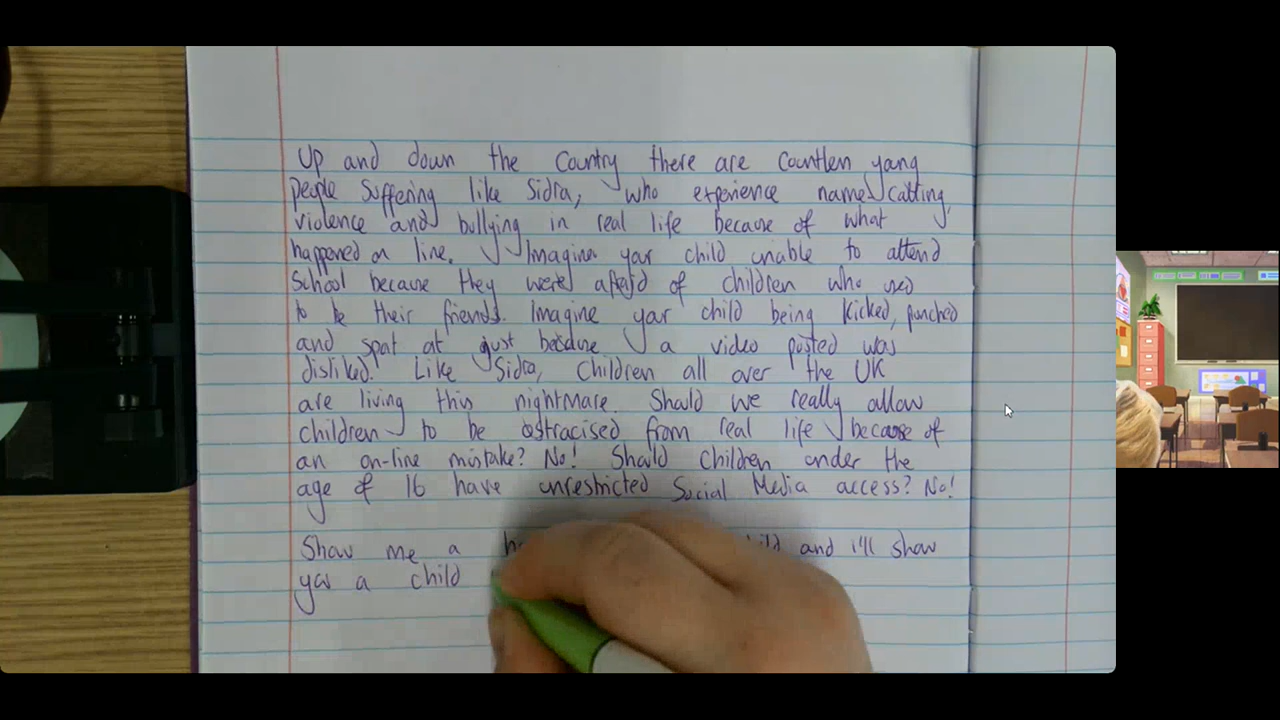 Up and down the Country there are countless young
people suffering like Sidra, who experience name calling,
violence and bullying in real life because of what
happened on line. Imagine your child unable to attend
School because they were afraid of children who used
to be their friends. Imagine your child being kicked, punched
and spat at just because a video posted was
disliked. Like Sidra, Children all over the UK
are living this nightmare. Should we really allow
children to be ostracised from real life because of
an on-line mistake? No! Should Children under the
age of 16 have unrestricted Social Media access? No!
Show me a and i'll show
you a child